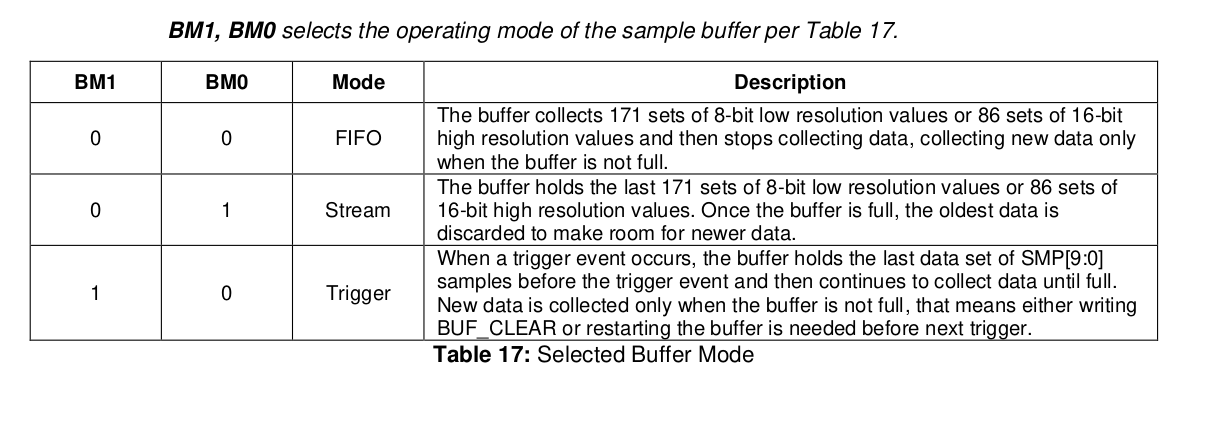 BM1, BM0 selects the operating mode of the sample buffer per Table 17.
BM1 BM0 Mode Description
0 0 FIFO
The buffer collects 171 sets of 8-bit low resolution values or 86 sets of 16-bit
high resolution values and then stops collecting data, collecting new data only
when the buffer is not full.
0 1 Stream
The buffer holds the last 171 sets of 8-bit low resolution values or 86 sets of
16-bit high resolution values. Once the buffer is full, the oldest data is
discarded to make room for newer data.
1 0 Trigger
When a trigger event occurs, the buffer holds the last data set of SMP[9:0]
samples before the trigger event and then continues to collect data until full.
New data is collected only when the buffer is not full, that means either writing
BUF_CLEAR or restarting the buffer is needed before next trigger.
Table 17: Selected Buffer Mode